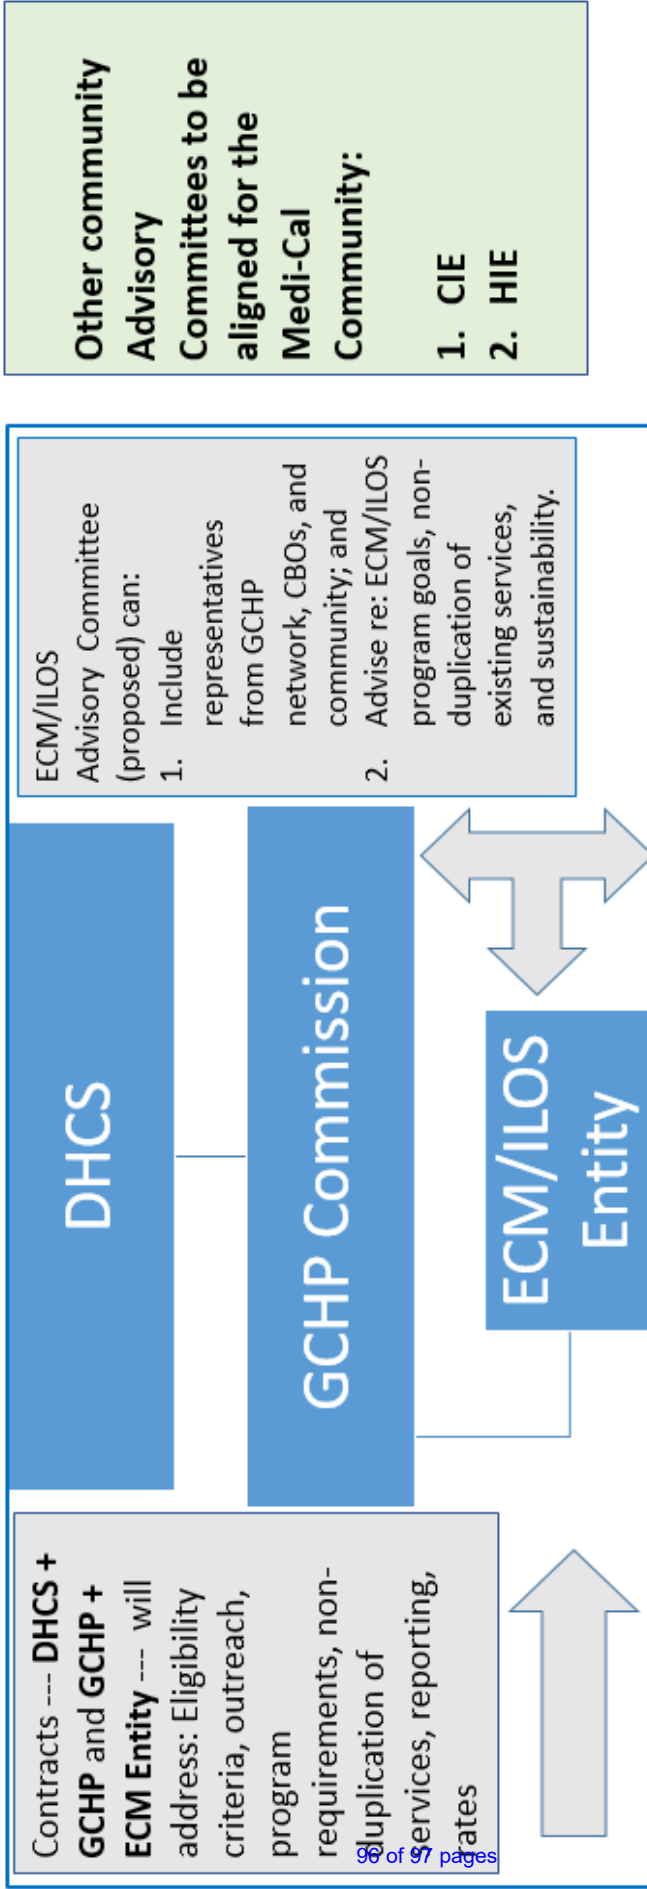 Contracts --- DHCS +
GCHP and GCHP +
ECM Entity --- will
address: Eligibility
criteria, outreach,
program
requirements, non-
duplication of
services, reporting,
rates
DHCS
GCHP Commission
ECM/ILOS
Entity
ECM/ILOS
Advisory Committee
(proposed) can:
1. Include
representatives
from GCHP
network, CBOs, and
community; and
2. Advise re: ECM/ILOS
program goals, non-
duplication of
existing services,
and sustainability.
Other community
Advisory
Committees to be
aligned for the
Medi-Cal
Community:
1. CIE
2. HIE
96 of 97 pages